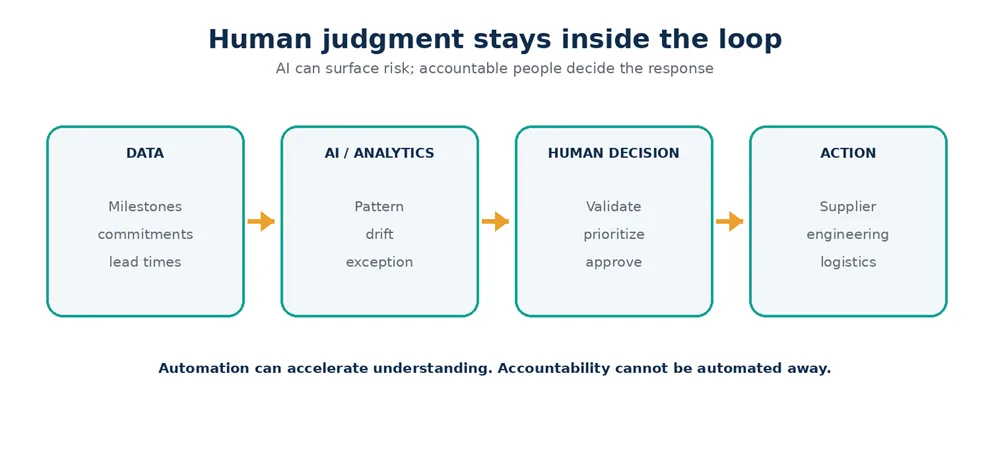 Human judgment stays inside the loop
AI can surface risk; accountable people decide the response
DATA
Milestones
commitments
lead times
AI / ANALYTICS
Pattern
drift
exception
HUMAN DECISION
Validate
prioritize
approve
ACTION
Supplier
engineering
logistics
Automation can accelerate understanding. Accountability cannot be automated away.